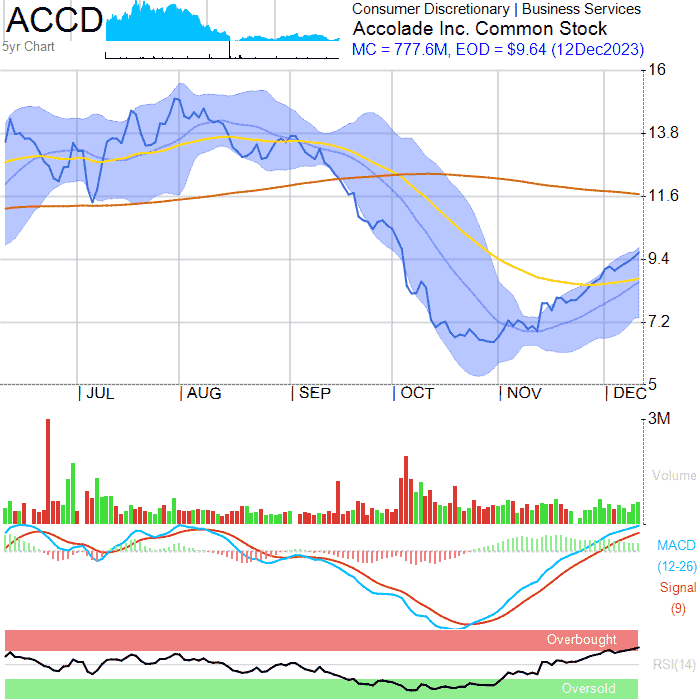 ACCD
5yr Chart
Consumer Discretionary | Business Services
Accolade Inc. Common Stock
MC = 777.6M, EOD = $9.64 (12Dec2023)
16
13.8
11.6
9.4
7.2
5
JUL AUG SEP OCT NOV DEC
3M
Volume
MACD
(12-26)
Signal
(9)
Overbought
RSI(14)
Oversold